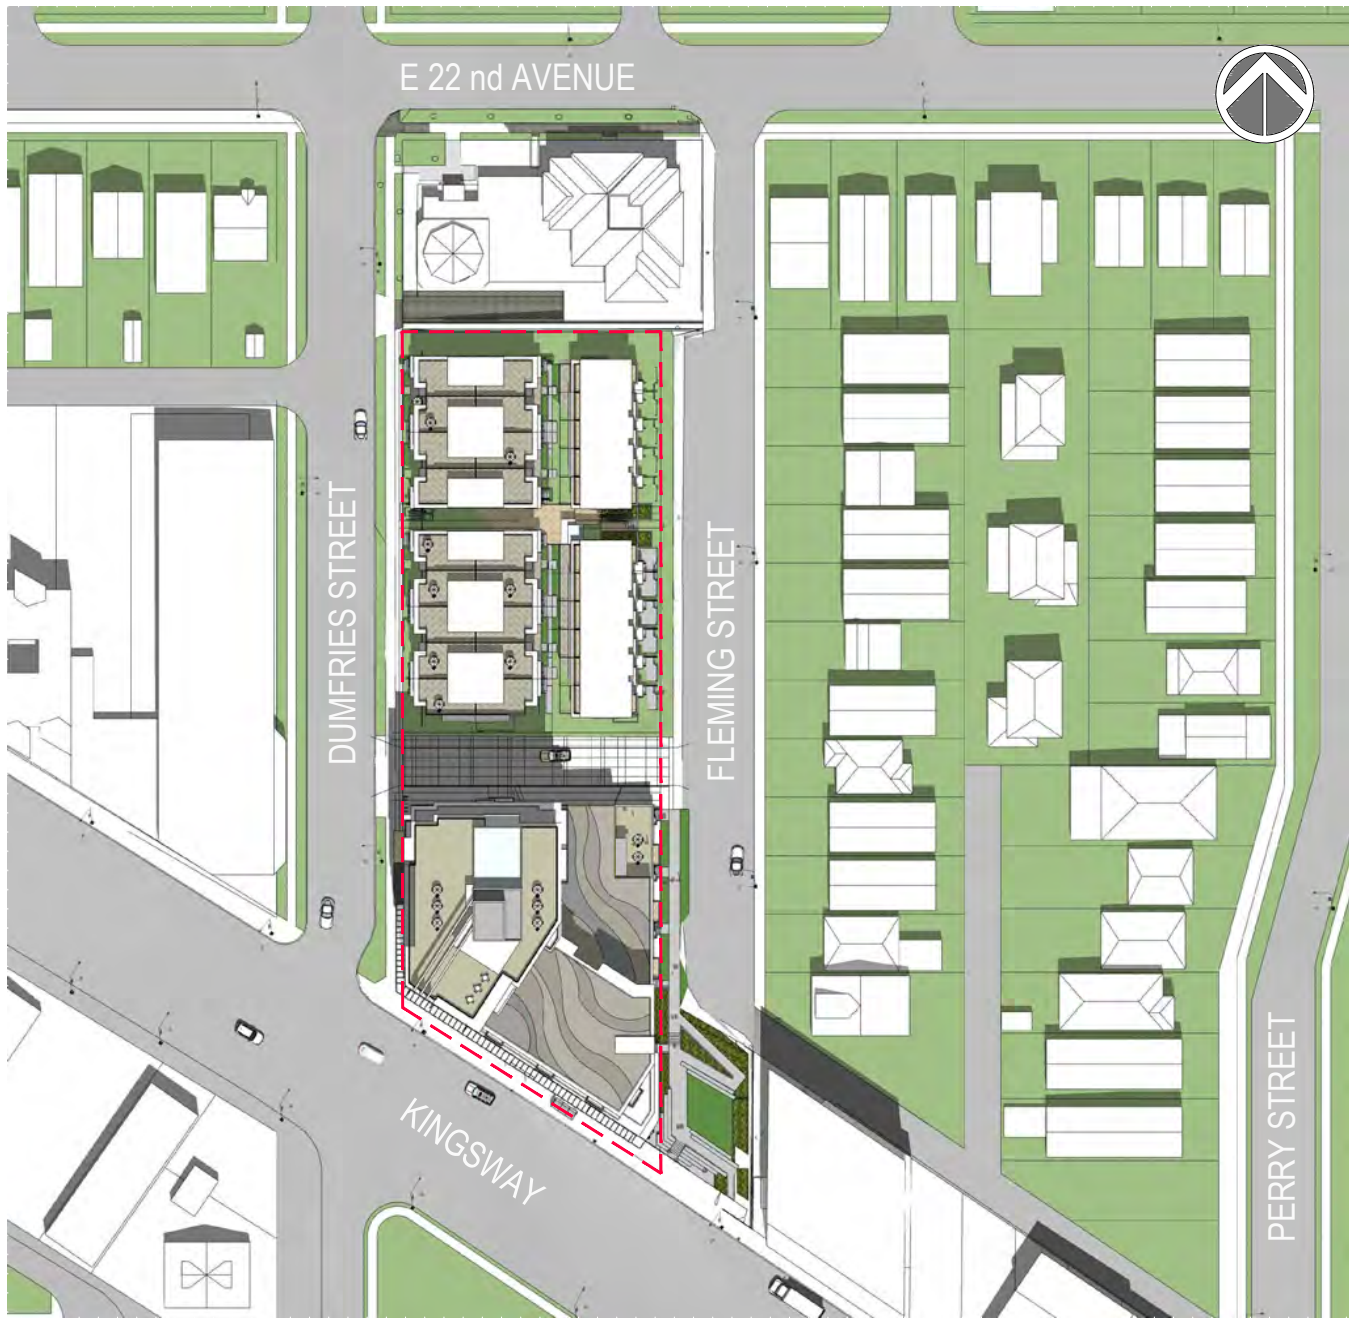 E 22 nd AVENUE
DUMFRIES STREET
FLEMING STREET
KINGSWAY
PERRY STREET